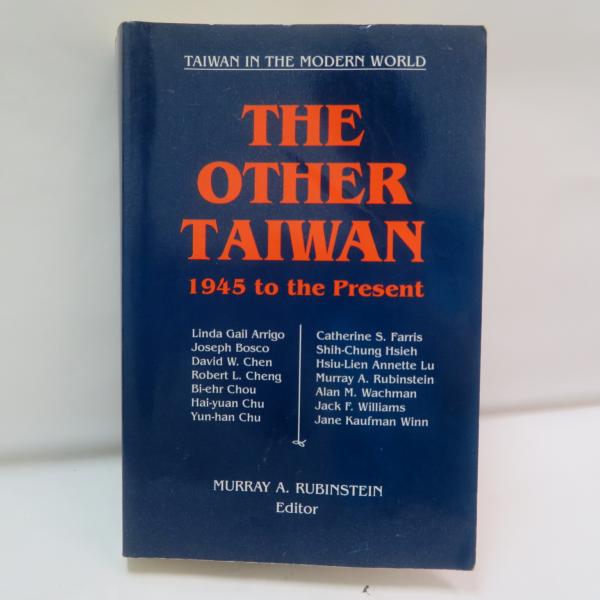 TAIWAN IN THE MODERN WORLD
THE
OTHER
TAIWAN
1945 to the Present
Linda Gail Arrigo
Joseph Bosco
David W. Chen
Robert L. Cheng
Bi-ehr Chou
Hai-yuan Chu
Yun-han Chu
Catherine S. Farris
Shih-Chung Hsieh
Hsiu-Lien Annette Lu
Murray A. Rubinstein
Alan M. Wachman
Jack F. Williams
Jane Kaufman Winn
MURRAY A. RUBINSTEIN
Editor